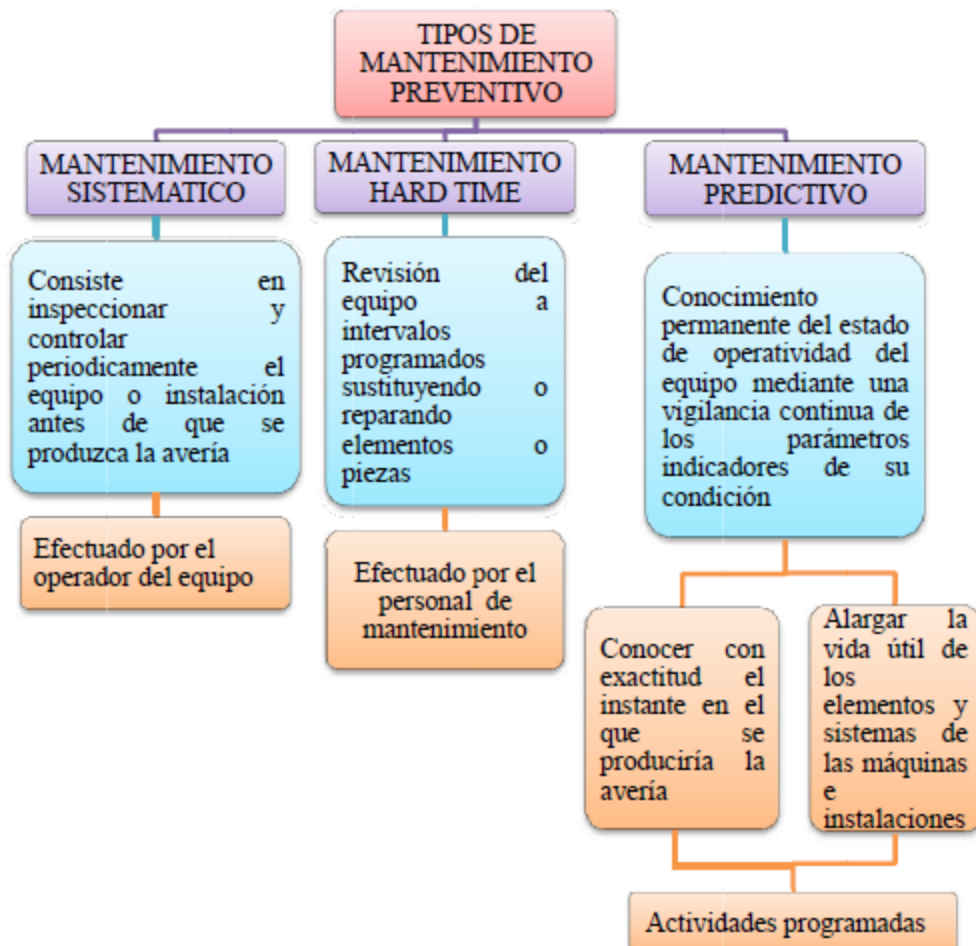 TIPOS DE
MANTENIMIENTO
PREVENTIVO
MANTENIMIENTO
SISTEMATICO
Consiste en
inspeccionar y
controlar
periodicamente el
equipo o instalación
antes de que se
produzca la avería
Efectuado por el
operador del equipo
MANTENIMIENTO
HARD TIME
Revisión del
equipo a
intervalos
programados
sustituyendo o
reparando
elementos o
piezas
Efectuado por el
personal de
mantenimiento
MANTENIMIENTO
PREDICTIVO
Conocimiento
permanente del estado
de operatividad del
equipo mediante una
vigilancia continua de
los parámetros
indicadores de su
condición
Conocer con
exactitud el
instante en el
que se
produciría la
avería
Alargar la
vida útil de
los
elementos y
sistemas de
las máquinas
e
instalaciones
Actividades programadas